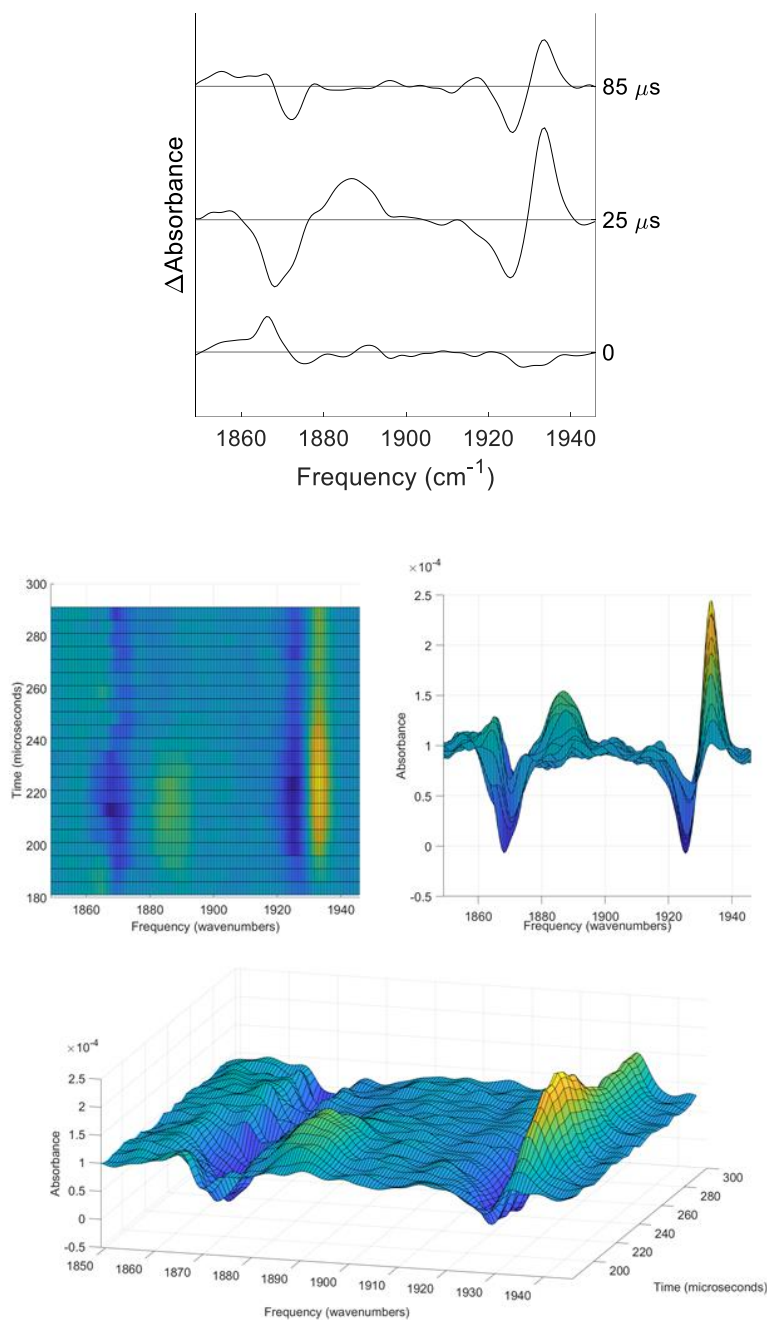 85 μs
25 μs
0
ΔAbsorbance
1860 1880 1900 1920 1940
Frequency (cm-1)
300
280
260
240
220
200
180
Time (microseconds)
1860 1880 1900 1920 1940
Frequency (wavenumbers)
×10-4
2.5
2
1.5
1
0.5
0
-0.5
Absorbance
1860 1880 1900 1920 1940
Frequency (wavenumbers)
×10-4
2.5
2
1.5
1
0.5
0
-0.5
Absorbance
1850 1860 1870 1880 1890 1900 1910 1920 1930 1940
Frequency (wavenumbers)
300
280
260
240
220
200
Time (microseconds)